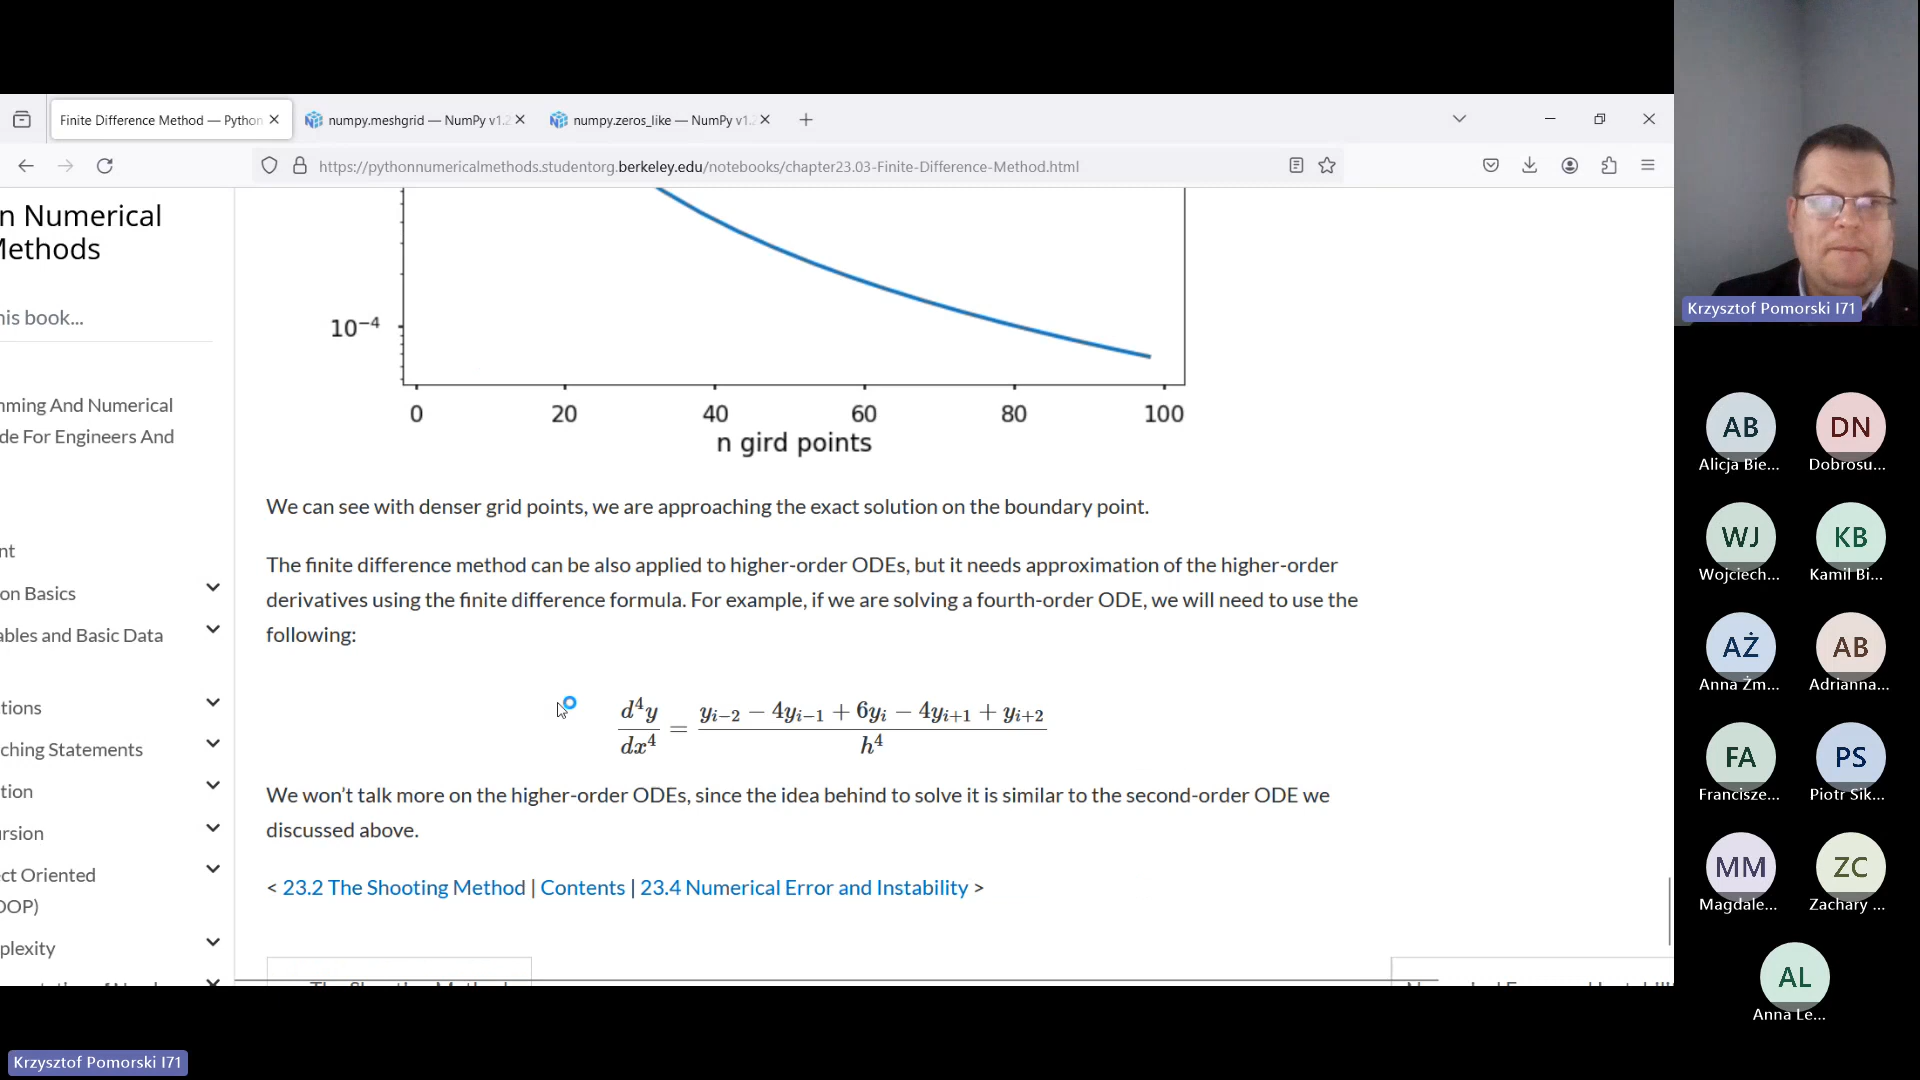 Finite Difference Method — Python
numpy.meshgrid — NumPy v1.2
numpy.zeros_like — NumPy v1.
https://pythonnumericalmethods.studentorg.berkeley.edu/notebooks/chapter23.03-Finite-Difference-Method.html
n Numerical
Methods
his book...
mming And Numerical
de For Engineers And
nt
on Basics
ables and Basic Data
tions
ching Statements
tion
rsion
ect Oriented
OOP)
plexity
10⁻⁴
0 20 40 60 80 100
n gird points
We can see with denser grid points, we are approaching the exact solution on the boundary point.
The finite difference method can be also applied to higher-order ODEs, but it needs approximation of the higher-order
derivatives using the finite difference formula. For example, if we are solving a fourth-order ODE, we will need to use the
following:
d⁴y/dx⁴ = (yᵢ₋₂ − 4yᵢ₋₁ + 6yᵢ − 4yᵢ₊₁ + yᵢ₊₂)/h⁴
We won't talk more on the higher-order ODEs, since the idea behind to solve it is similar to the second-order ODE we
discussed above.
< 23.2 The Shooting Method | Contents | 23.4 Numerical Error and Instability >
Krzysztof Pomorski I71
AB DN
Alicja Bie... Dobrosu...
WJ KB
Wojciech... Kamil Bi...
AŻ AB
Anna Żm... Adrianna...
FA PS
Francisze... Piotr Sik...
MM ZC
Magdale... Zachary ...
AL
Anna Le...
Krzysztof Pomorski I71